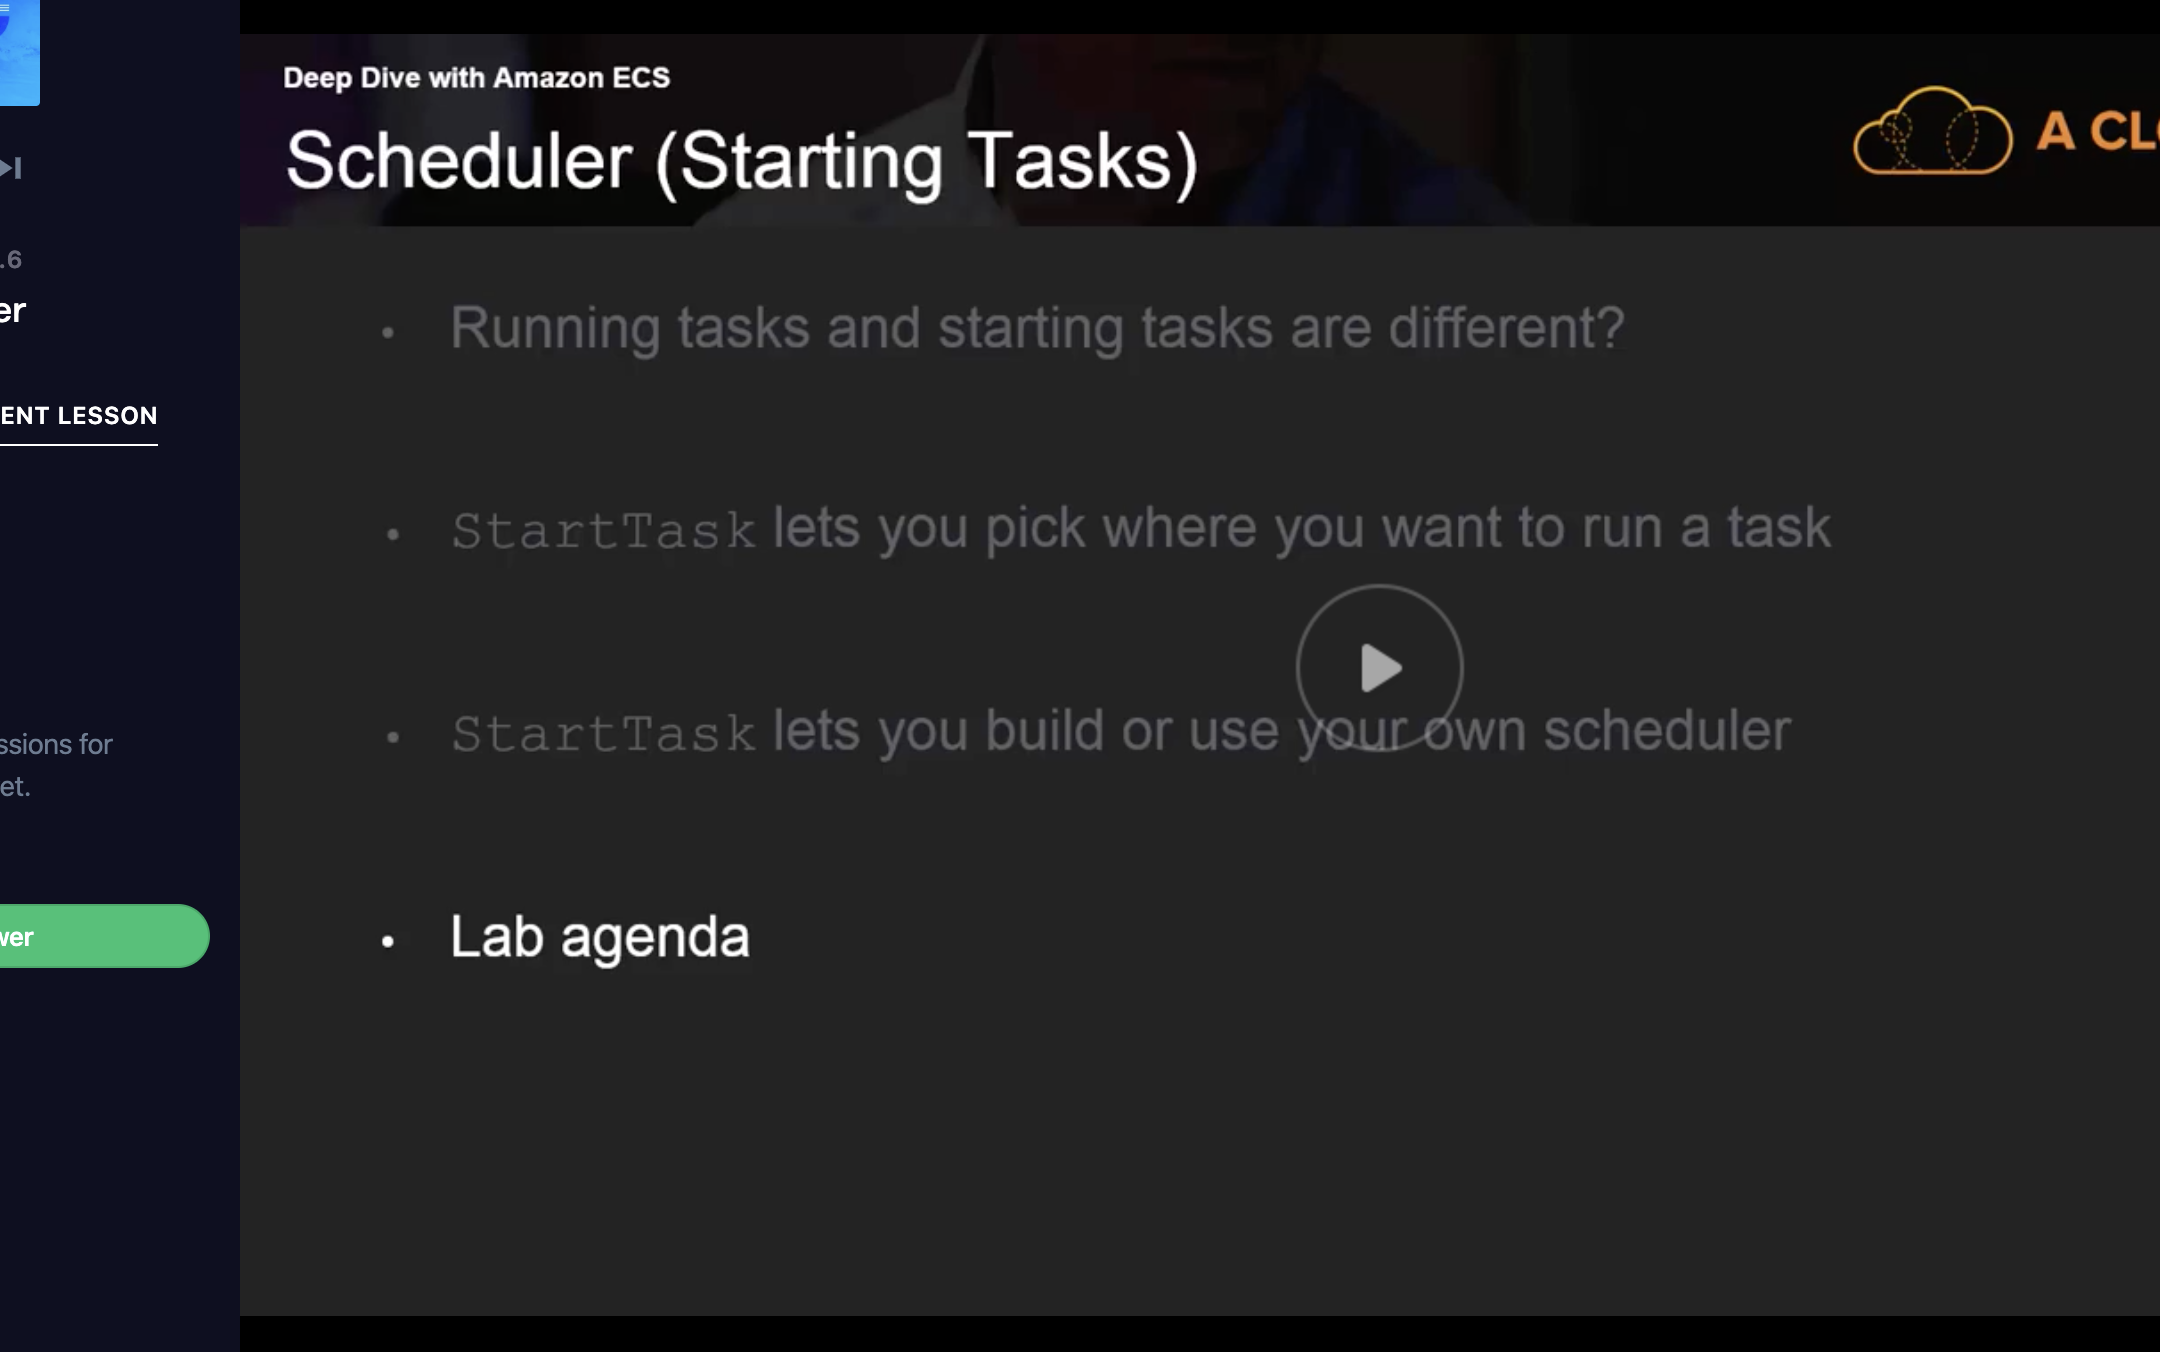 .6
er
ENT LESSON
ssions for
et.
wer
Deep Dive with Amazon ECS
Scheduler (Starting Tasks)
A CL
• Running tasks and starting tasks are different?
• StartTask lets you pick where you want to run a task
• StartTask lets you build or use your own scheduler
• Lab agenda